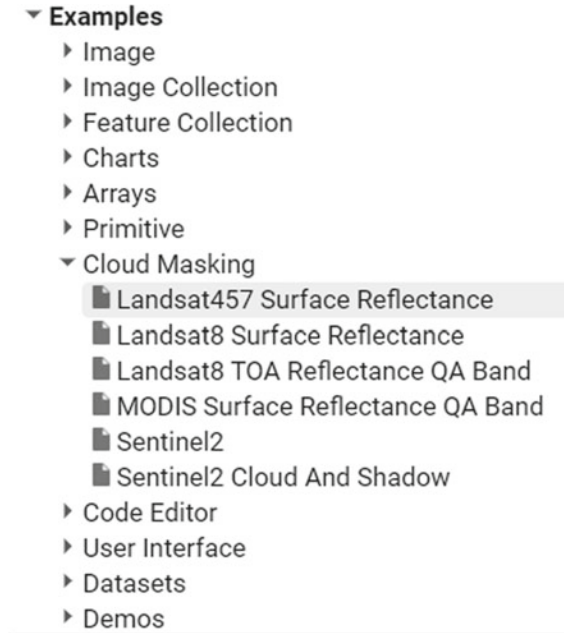 Examples
Image
Image Collection
Feature Collection
Charts
Arrays
Primitive
Cloud Masking
Landsat457 Surface Reflectance
Landsat8 Surface Reflectance
Landsat8 TOA Reflectance QA Band
MODIS Surface Reflectance QA Band
Sentinel2
Sentinel2 Cloud And Shadow
Code Editor
User Interface
Datasets
Demos